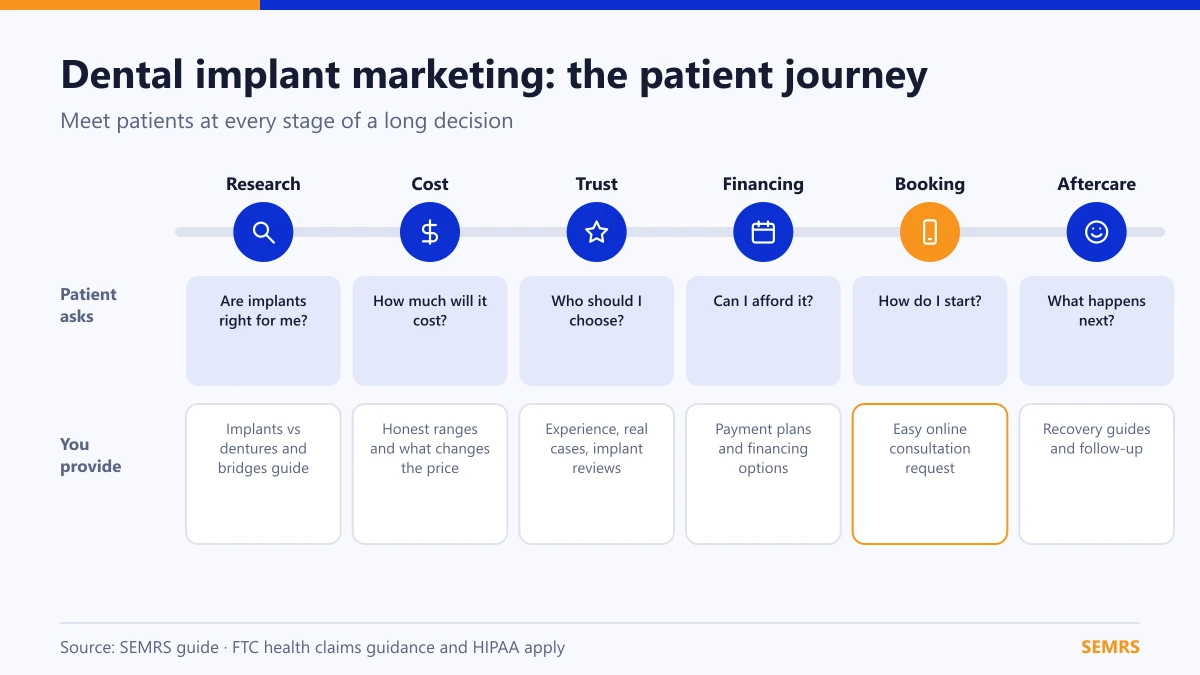 Dental implant marketing: the patient journey
Meet patients at every stage of a long decision
Research
Cost
Trust
Financing
Booking
Aftercare
Patient
asks
Are implants
right for me?
How much will it
cost?
Who should I
choose?
Can I afford it?
How do I start?
What happens
next?
You
provide
Implants vs
dentures and
bridges guide
Honest ranges
and what changes
the price
Experience, real
cases, implant
reviews
Payment plans
and financing
options
Easy online
consultation
request
Recovery guides
and follow-up
Source: SEMRS guide · FTC health claims guidance and HIPAA apply
SEMRS